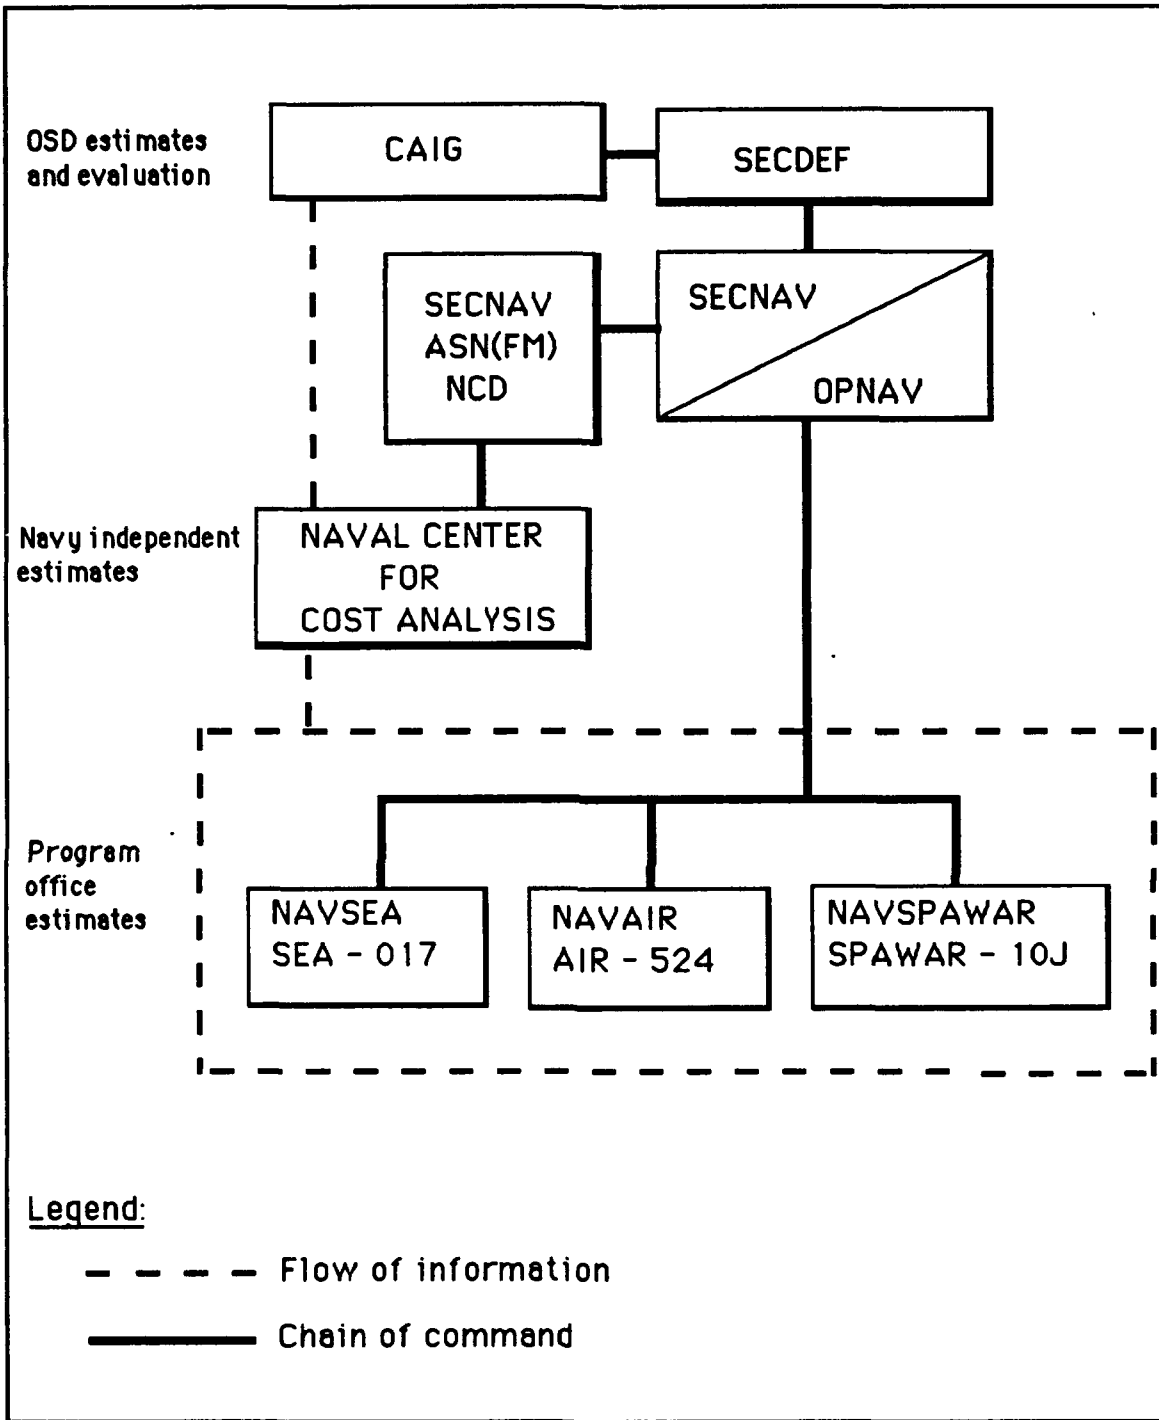 OSD estimates
and evaluation
CAIG
SECDEF
SECNAV
ASN(FM)
NCD
SECNAV
OPNAV
Navy independent
estimates
NAVAL CENTER
FOR
COST ANALYSIS
Program
office
estimates
NAVSEA
SEA - 017
NAVAIR
AIR - 524
NAVSPAWAR
SPAWAR - 10J
Legend:
Flow of information
Chain of command